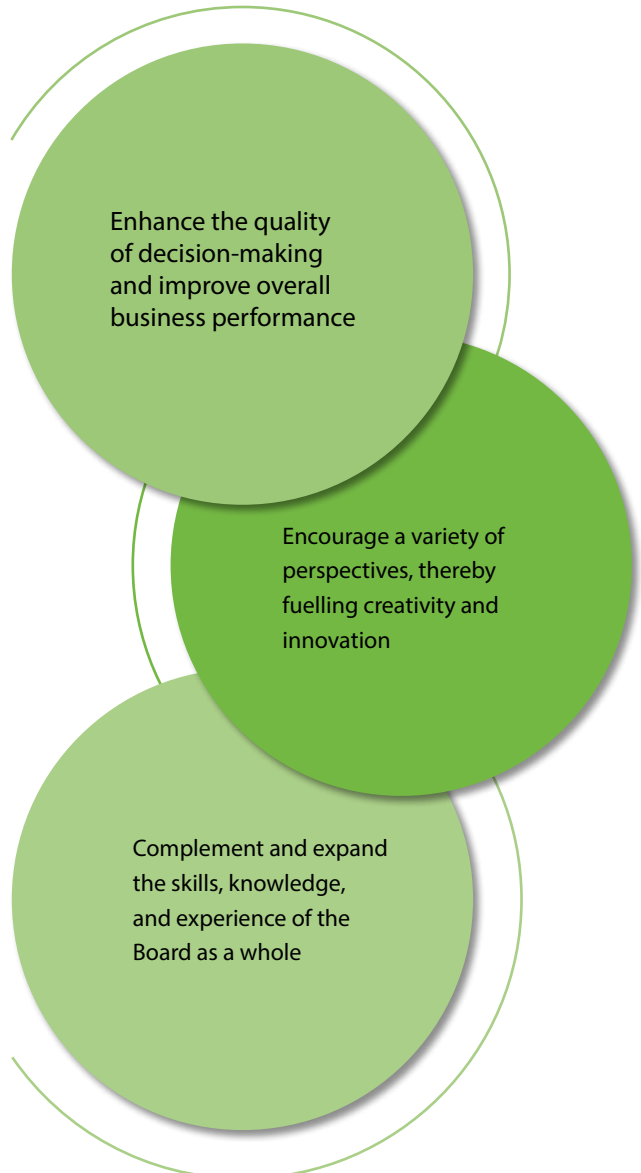 Enhance the quality
of decision-making
and improve overall
business performance
Encourage a variety of
perspectives, thereby
fuelling creativity and
innovation
Complement and expand
the skills, knowledge,
and experience of the
Board as a whole